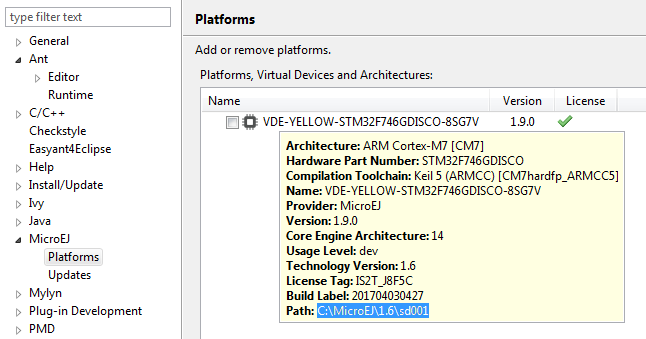 type filter text
General
Ant
Editor
Runtime
C/C++
Checkstyle
Easyant4Eclipse
Help
Install/Update
Ivy
Java
MicroEJ
Platforms
Updates
Mylyn
Plug-in Development
PMD
Platforms
Add or remove platforms.
Platforms, Virtual Devices and Architectures:
Name Version License
VDE-YELLOW-STM32F746GDISCO-8SG7V 1.9.0
Architecture: ARM Cortex-M7 [CM7]
Hardware Part Number: STM32F746GDISCO
Compilation Toolchain: Keil 5 (ARMCC) [CM7hardfp_ARMCC5]
Name: VDE-YELLOW-STM32F746GDISCO-8SG7V
Provider: MicroEJ
Version: 1.9.0
Core Engine Architecture: 14
Usage Level: dev
Technology Version: 1.6
License Tag: IS2T_J8F5C
Build Label: 201704030427
Path: C:\MicroEJ\1.6\sd001